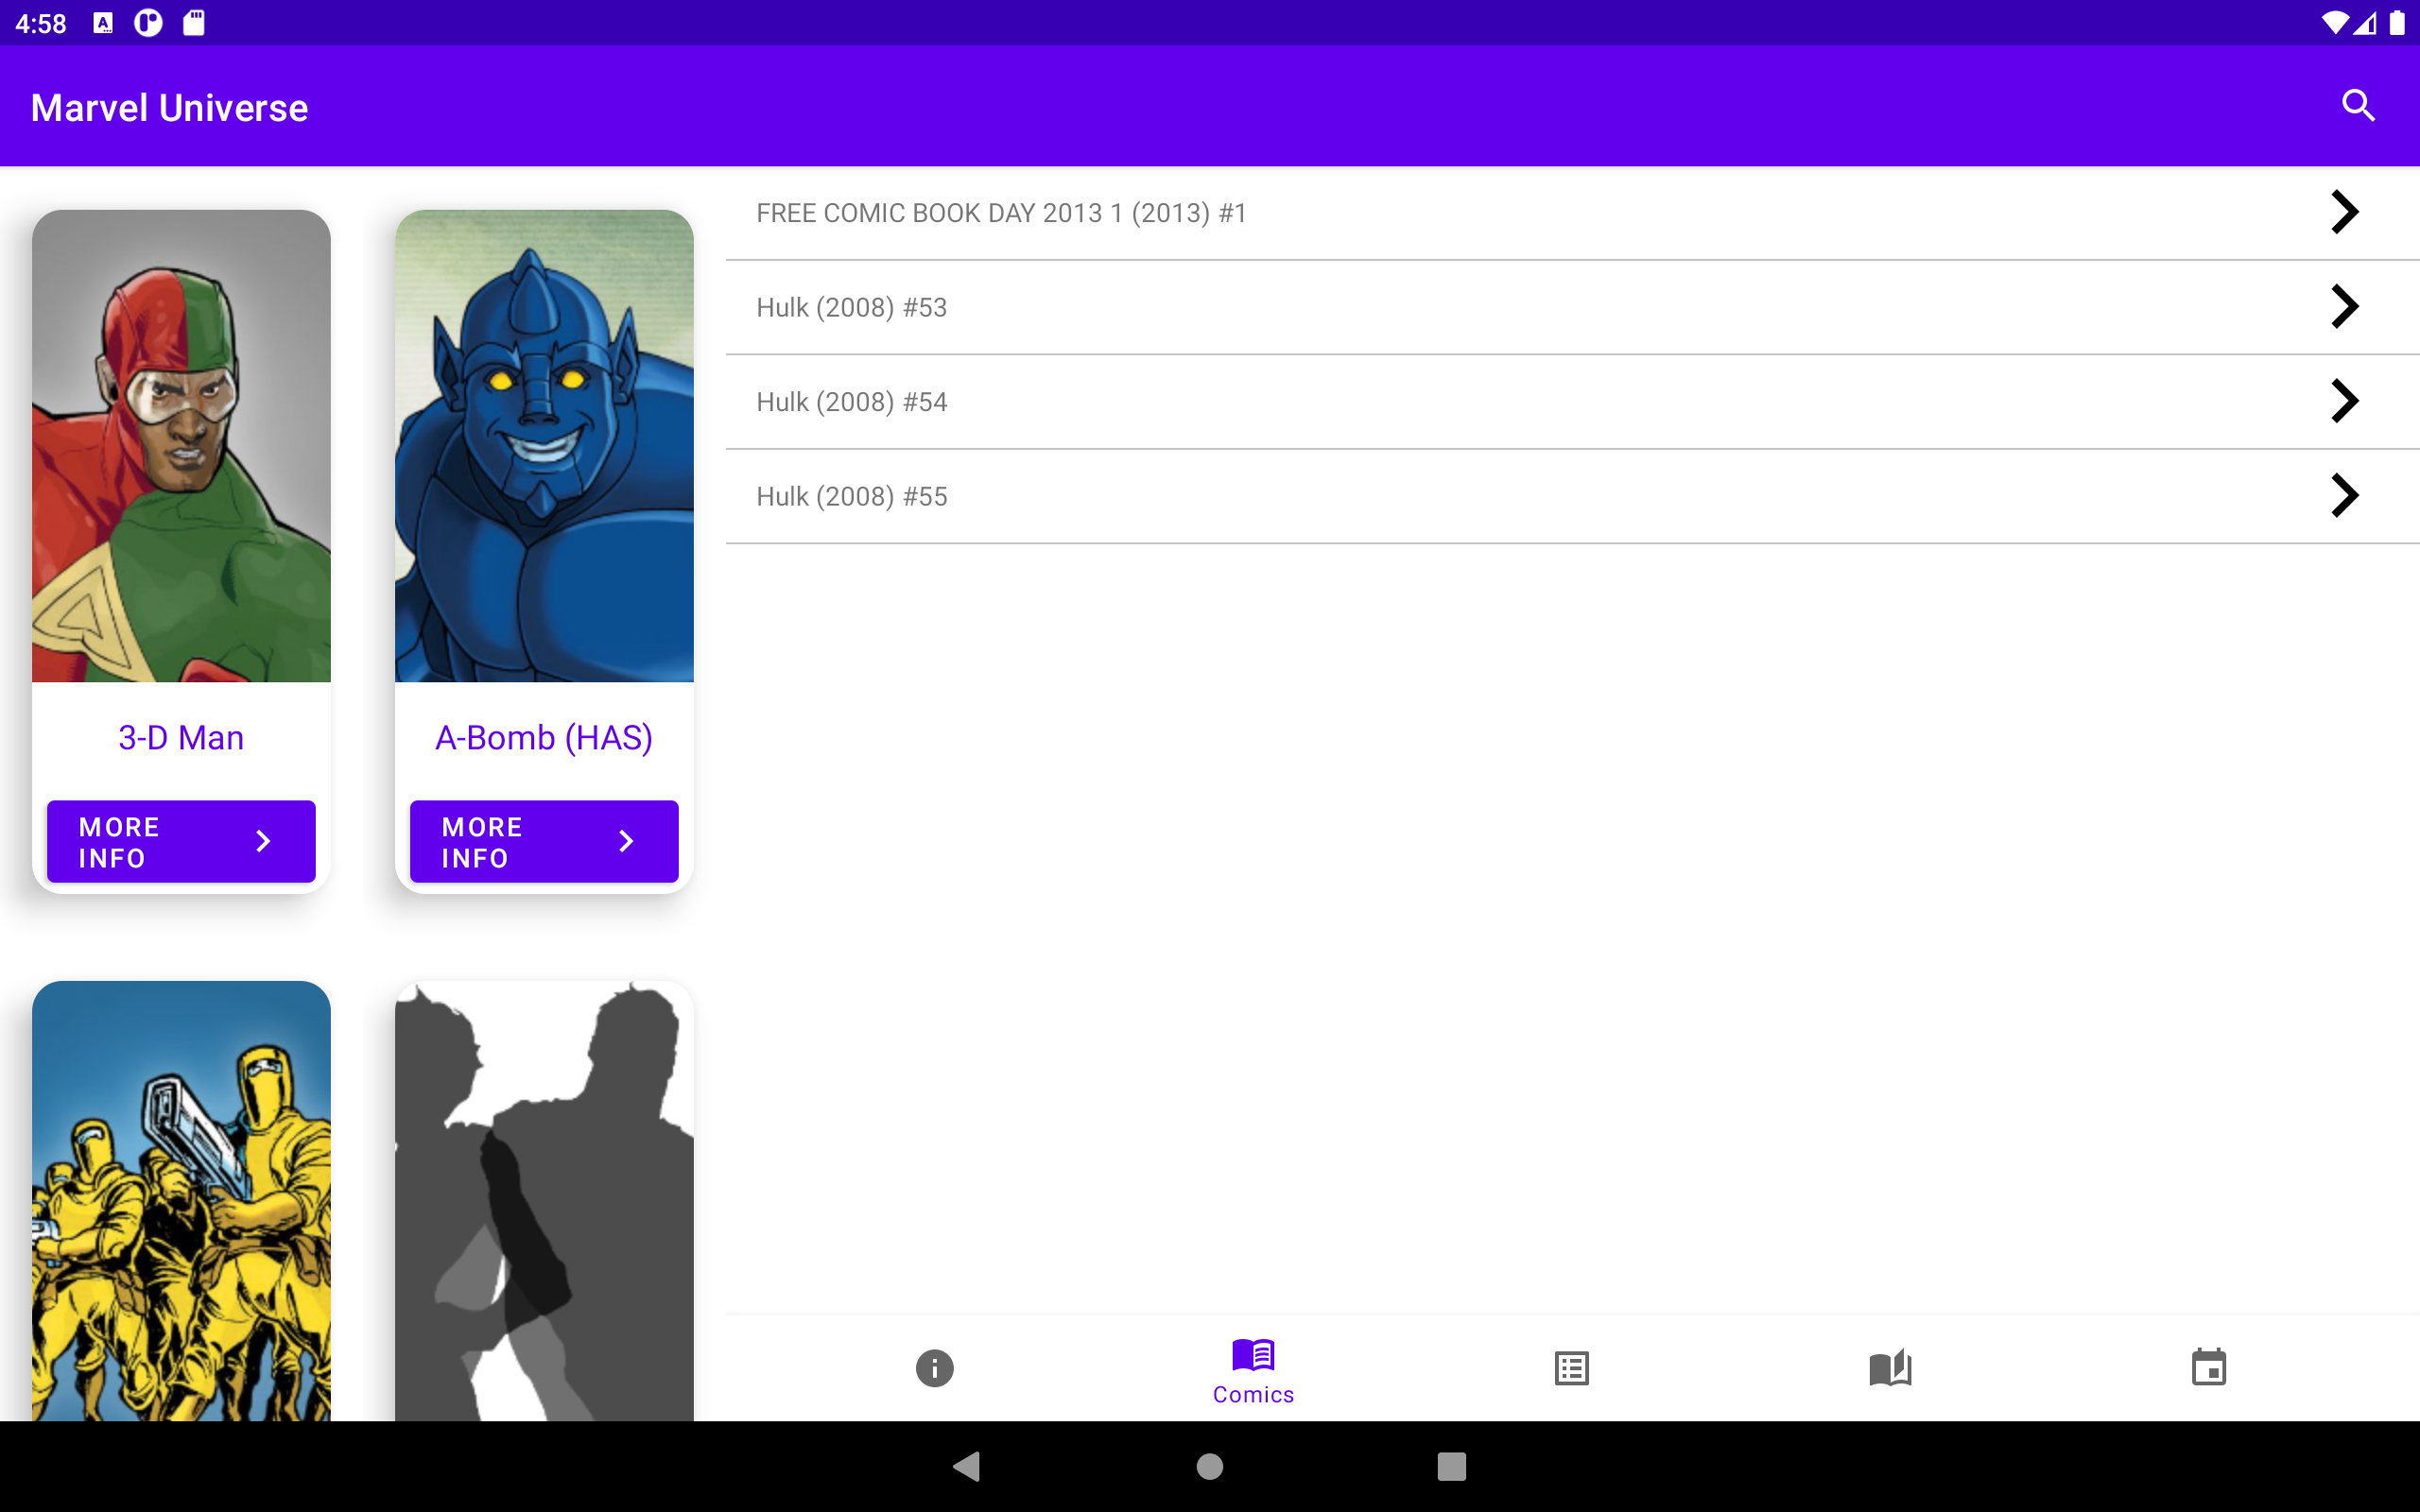 4:58
Marvel Universe
FREE COMIC BOOK DAY 2013 1 (2013) #1
Hulk (2008) #53
Hulk (2008) #54
Hulk (2008) #55
3-D Man
A-Bomb (HAS)
MORE
INFO
MORE
INFO
Comics